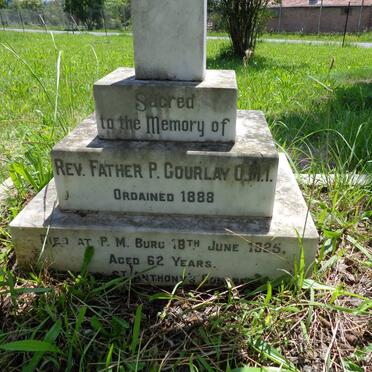 Sacred
to the Memory of
REV. FATHER P. GOURLAY O.M.I.
ORDAINED 1888
DIED AT P. M. BURG 18TH JUNE 1925.
AGED 62 YEARS.
ST ANTHONY'S